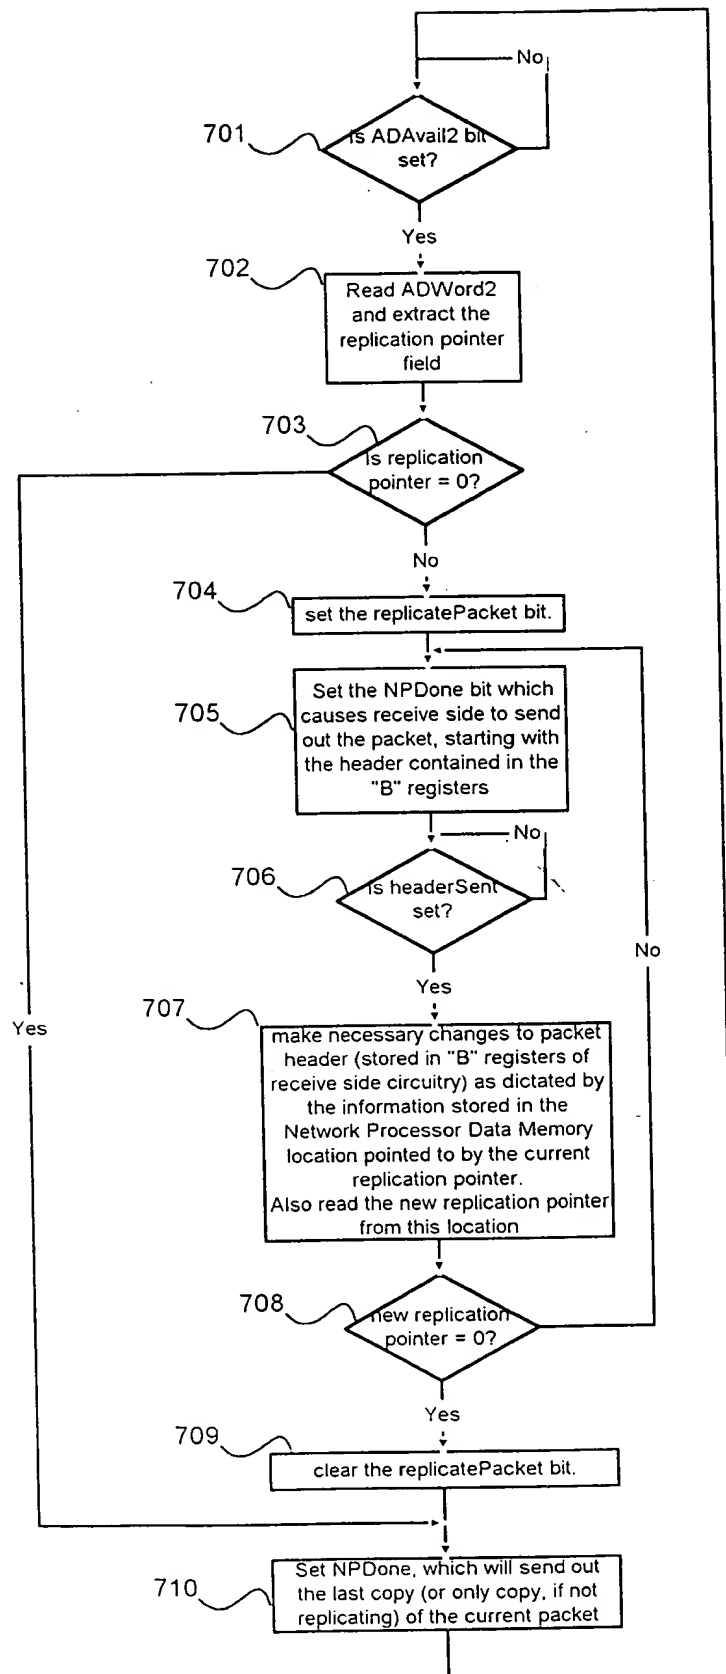 No
701
Is ADAvail2 bit
set?
Yes
702
Read ADWord2
and extract the
replication pointer
field
703
Is replication
pointer = 0?
No
704
set the replicatePacket bit.
705
Set the NPDone bit which
causes receive side to send
out the packet, starting with
the header contained in the
"B" registers
No
706
Is headerSent
set?
No
Yes
Yes
707
make necessary changes to packet
header (stored in "B" registers of
receive side circuitry) as dictated by
the information stored in the
Network Processor Data Memory
location pointed to by the current
replication pointer.
Also read the new replication pointer
from this location
708
new replication
pointer = 0?
Yes
709
clear the replicatePacket bit.
710
Set NPDone, which will send out
the last copy (or only copy, if not
replicating) of the current packet